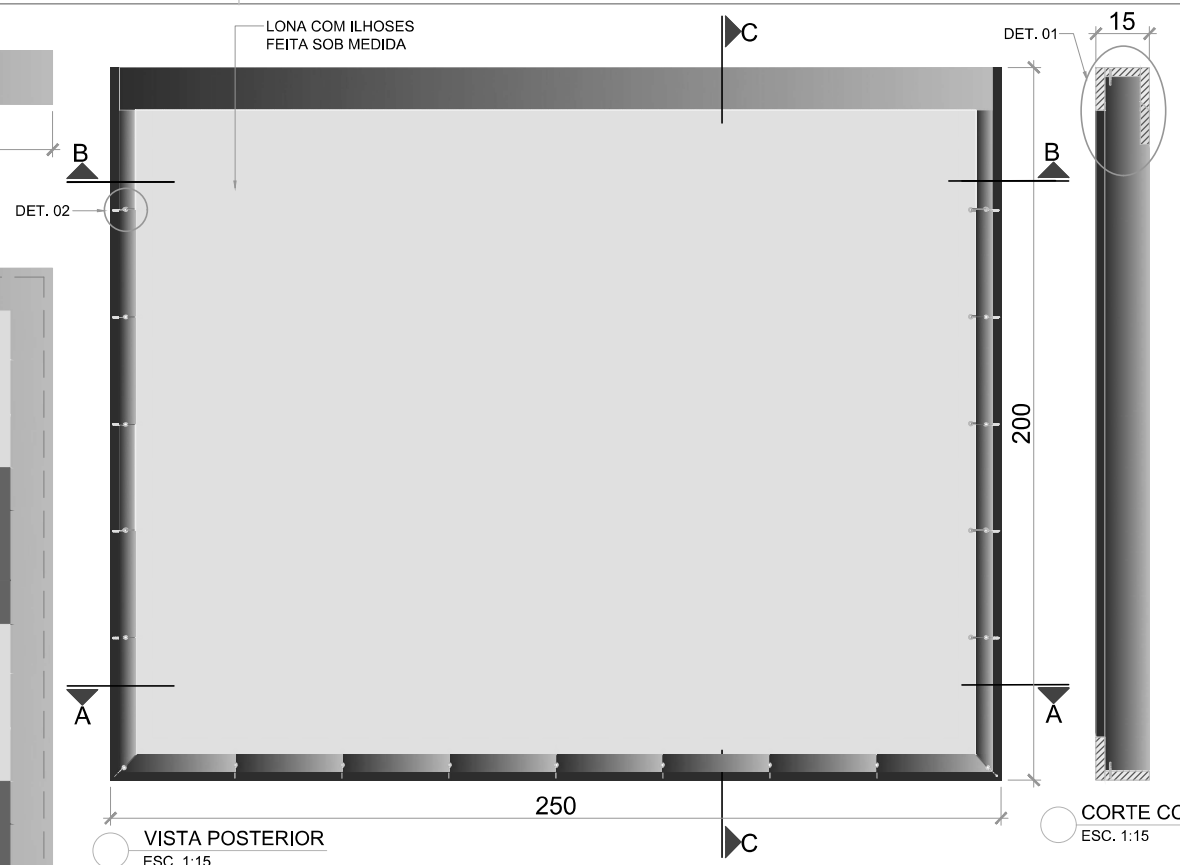 LONA COM ILHOSES
FEITA SOB MEDIDA
C
DET. 01
15
B
B
DET. 02
200
A
A
250
VISTA POSTERIOR
ESC. 1:15
C
CORTE CC
ESC. 1:15